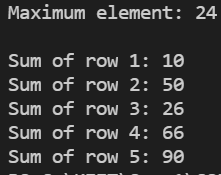 Maximum element: 24
Sum of row 1: 10
Sum of row 2: 50
Sum of row 3: 26
Sum of row 4: 66
Sum of row 5: 90